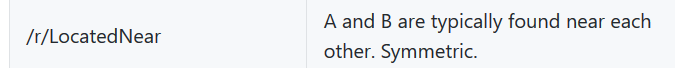 /r/LocatedNear
A and B are typically found near each
other. Symmetric.